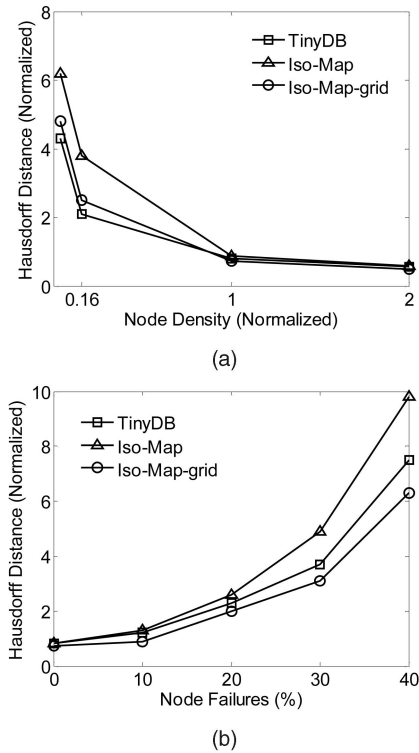 8
6
4
2
0
Hausdorff Distance (Normalized)
TinyDB
Iso-Map
Iso-Map-grid
0.16
1
2
Node Density (Normalized)
(a)
10
8
6
4
2
0
Hausdorff Distance (Normalized)
TinyDB
Iso-Map
Iso-Map-grid
0
10
20
30
40
Node Failures (%)
(b)